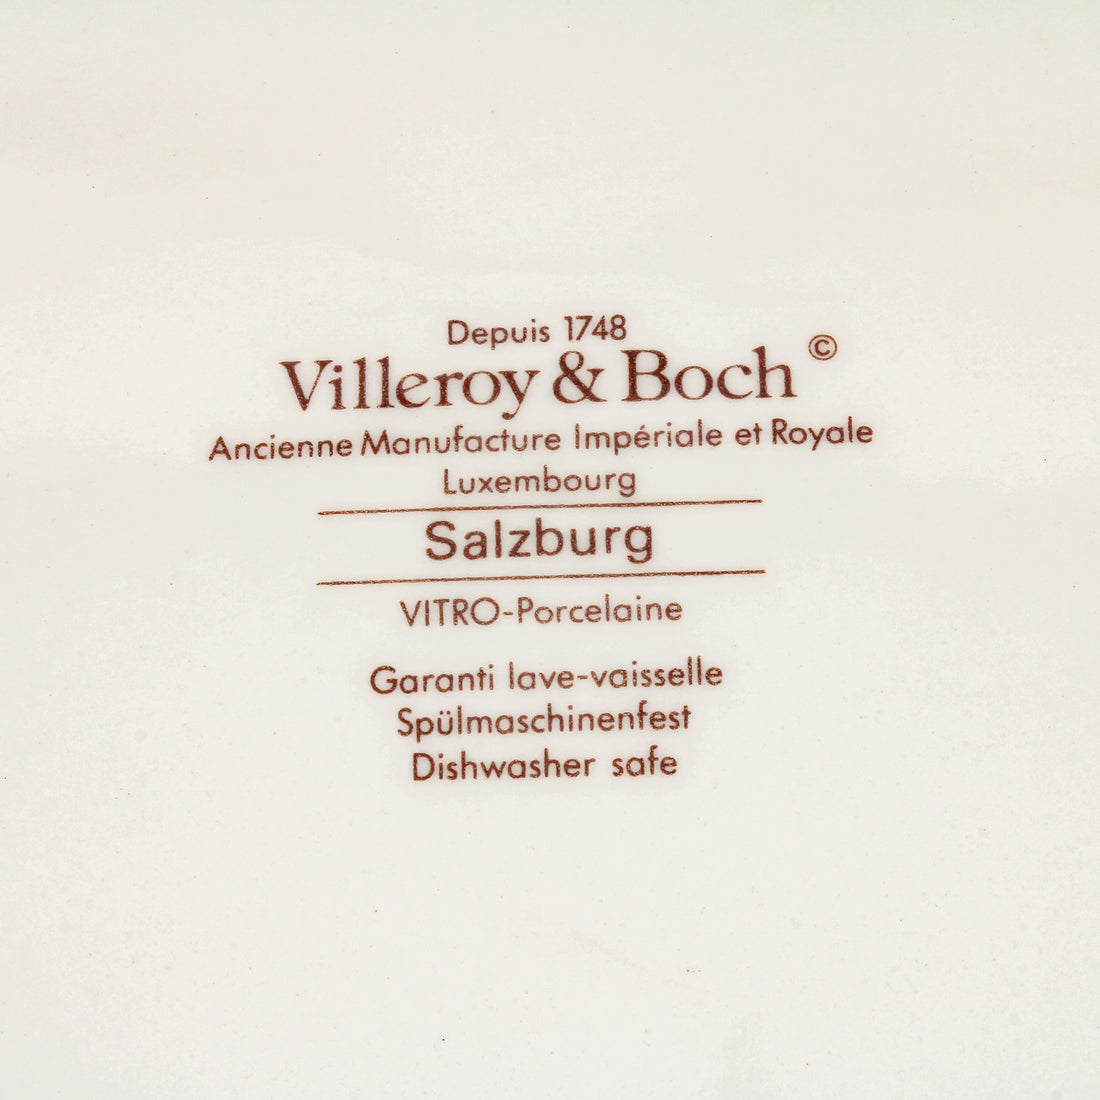 Depuis 1748
Villeroy & Boch ©
Ancienne Manufacture Impériale et Royale
Luxembourg
Salzburg
VITRO-Porcelaine
Garanti lave-vaisselle
Spülmaschinenfest
Dishwasher safe